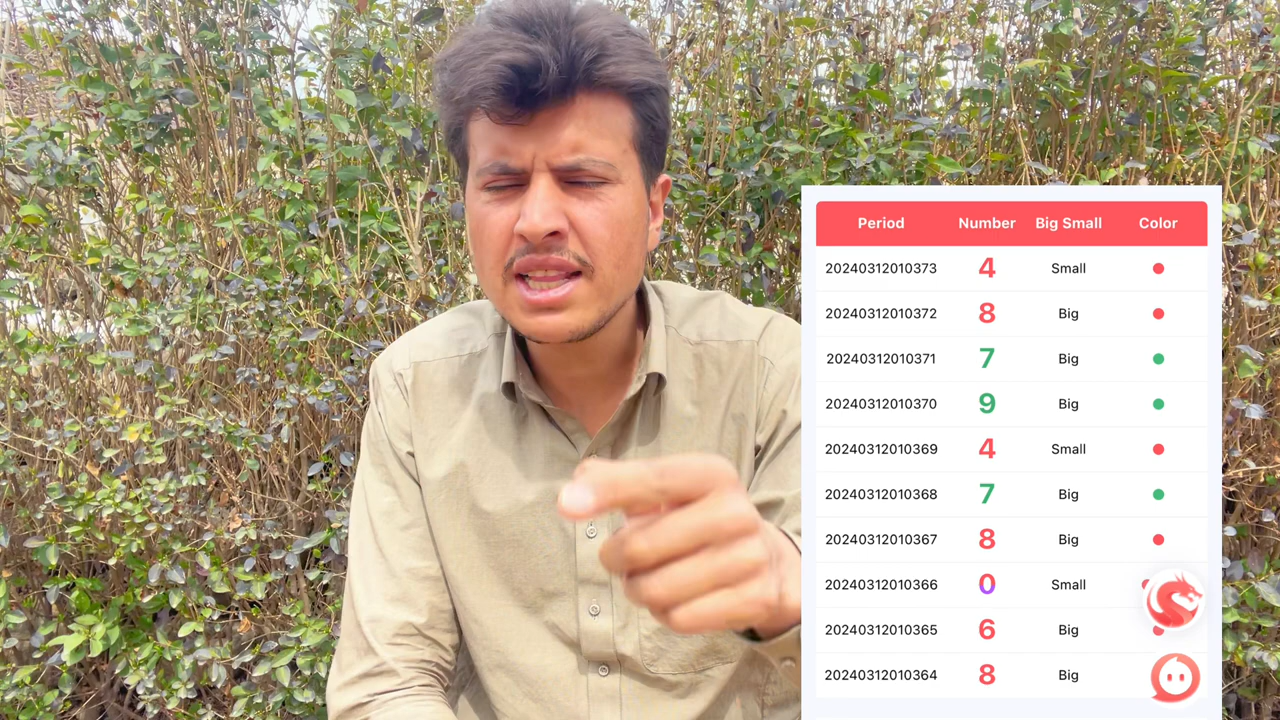 Period Number Big Small Color
20240312010373 4 Small
20240312010372 8 Big
20240312010371 7 Big
20240312010370 9 Big
20240312010369 4 Small
20240312010368 7 Big
20240312010367 8 Big
20240312010366 0 Small
20240312010365 6 Big
20240312010364 8 Big